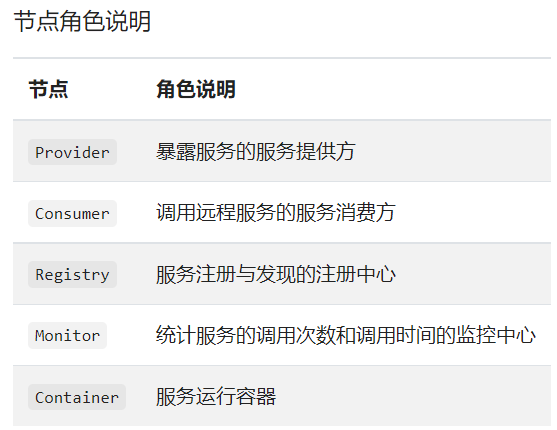 节点角色说明
节点 角色说明
Provider 暴露服务的服务提供方
Consumer 调用远程服务的服务消费方
Registry 服务注册与发现的注册中心
Monitor 统计服务的调用次数和调用时间的监控中心
Container 服务运行容器